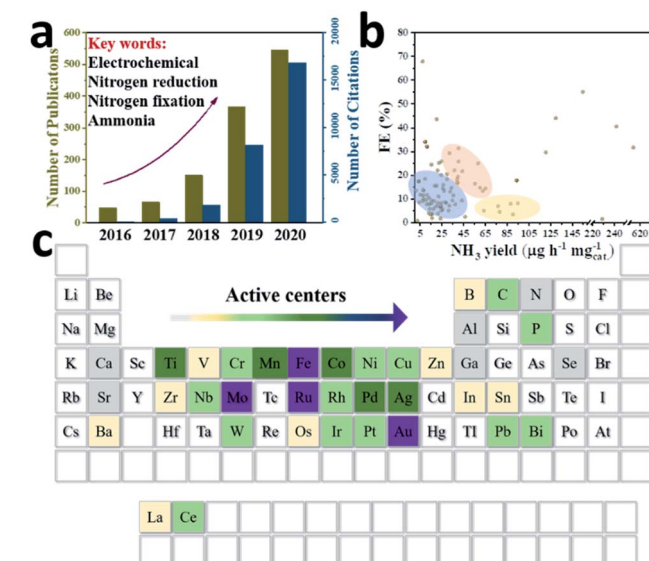 a
Number of Publicatons
600
500
400
300
200
100
0
Key words:
Electrochemical
Nitrogen reduction
Nitrogen fixation
Ammonia
2016 2017 2018 2019 2020
20000
15000
10000
5000
0
Number of Citations
b
FE (%)
80
70
60
50
40
30
20
10
0
5 25 45 65 85 105 125 145 220 240 620
NH3 yield (μg h-1 mg-1cat.)
c
Active centers
Li Be B C N O F
Na Mg Al Si P S Cl
K Ca Sc Ti V Cr Mn Fe Co Ni Cu Zn Ga Ge As Se Br
Rb Sr Y Zr Nb Mo Tc Ru Rh Pd Ag Cd In Sn Sb Te I
Cs Ba Hf Ta W Re Os Ir Pt Au Hg Tl Pb Bi Po At
La Ce